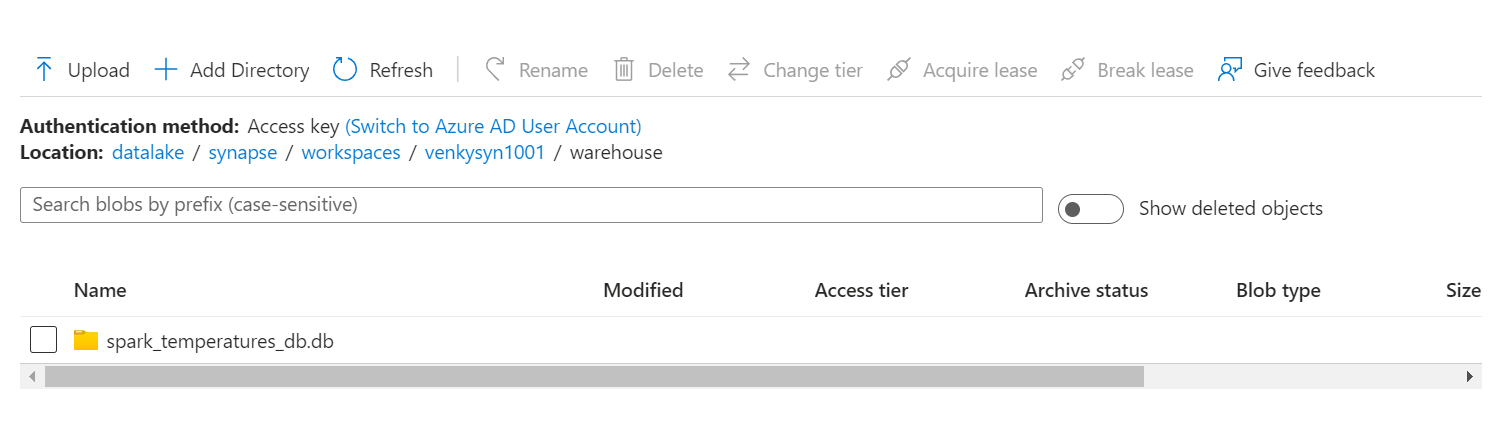 Upload Add Directory Refresh Rename Delete Change tier Acquire lease Break lease Give feedback
Authentication method: Access key (Switch to Azure AD User Account)
Location: datalake / synapse / workspaces / venkysyn1001 / warehouse
Search blobs by prefix (case-sensitive) Show deleted objects
Name Modified Access tier Archive status Blob type Size
spark_temperatures_db.db